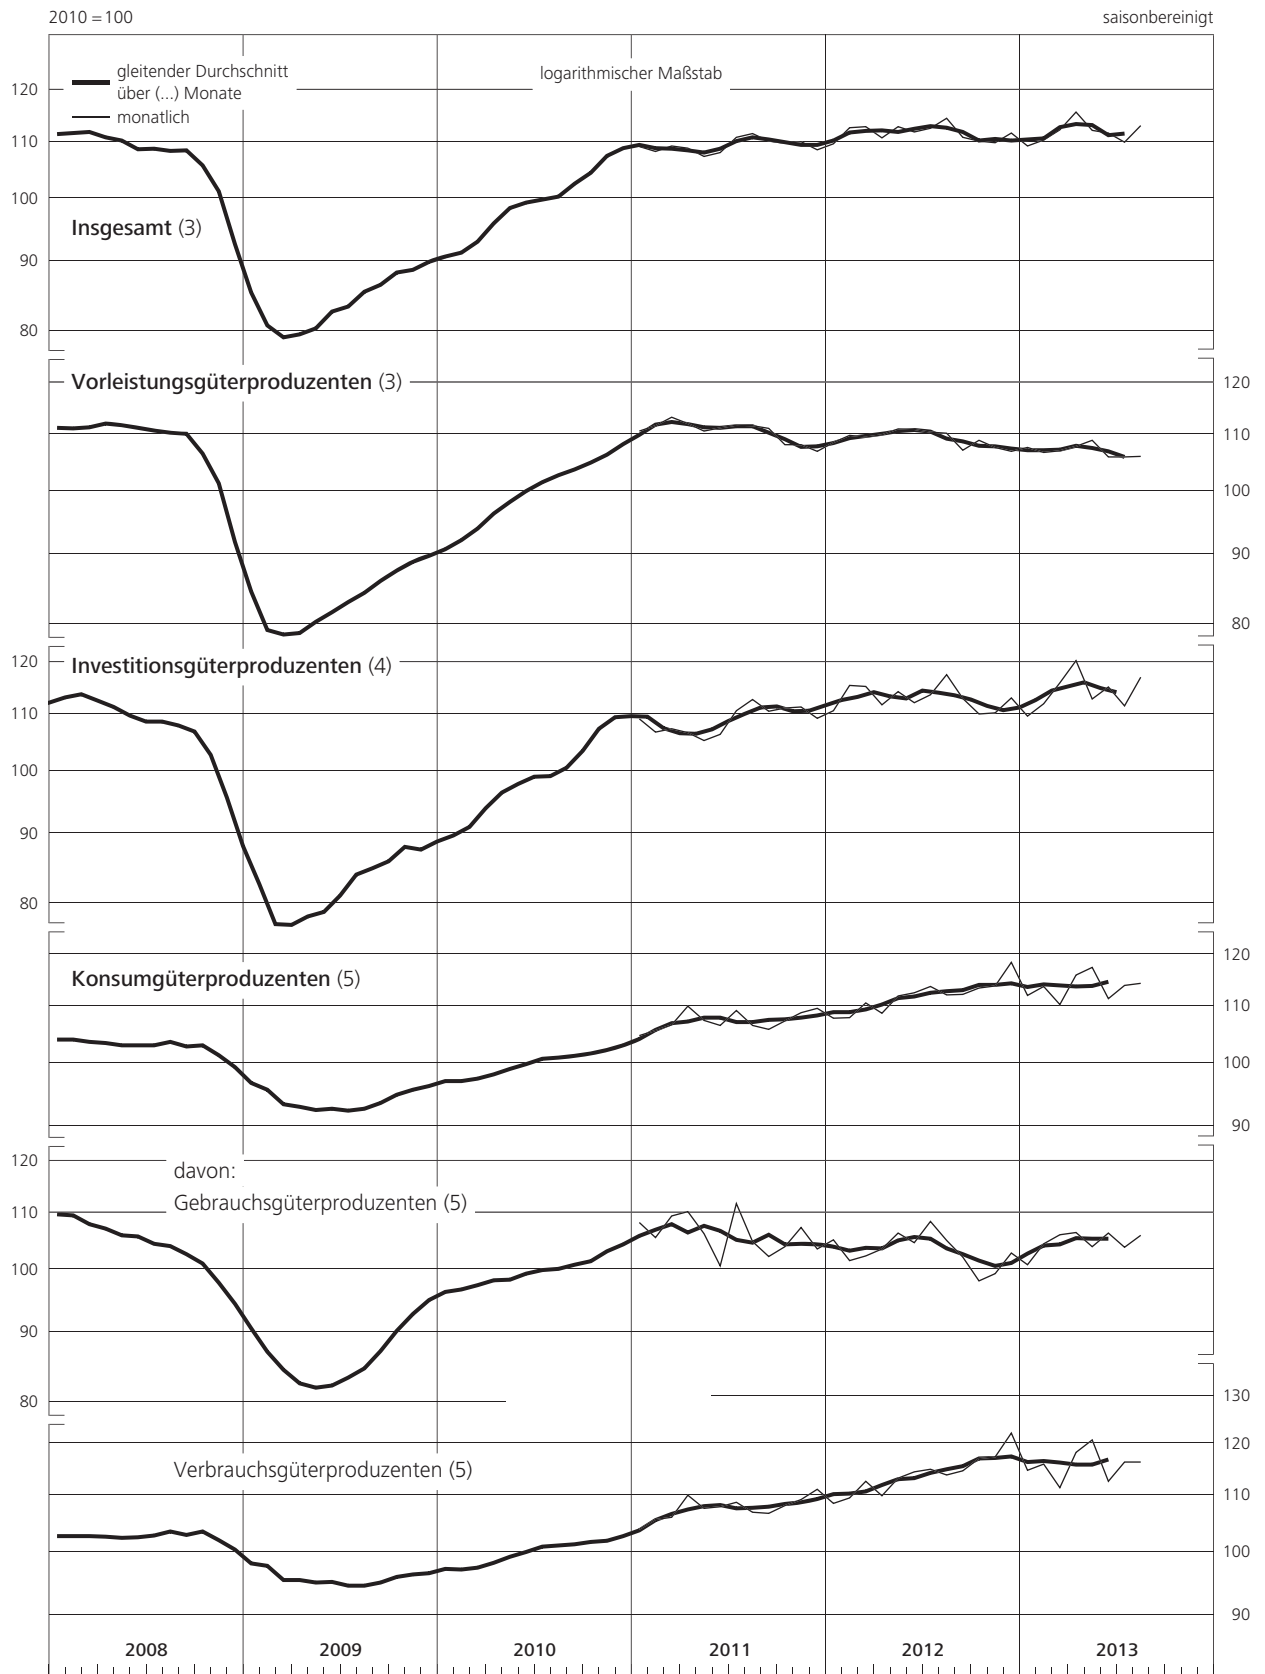 2010 = 100
saisonbereinigt
gleitender Durchschnitt
über (...) Monate
monatlich
logarithmischer Maßstab
120
110
100
90
80
Insgesamt (3)
Vorleistungsgüterproduzenten (3)
120
110
100
90
80
Investitionsgüterproduzenten (4)
120
110
100
90
80
Konsumgüterproduzenten (5)
120
110
100
90
davon:
Gebrauchsgüterproduzenten (5)
120
110
100
90
80
Verbrauchsgüterproduzenten (5)
130
120
110
100
90
2008 2009 2010 2011 2012 2013